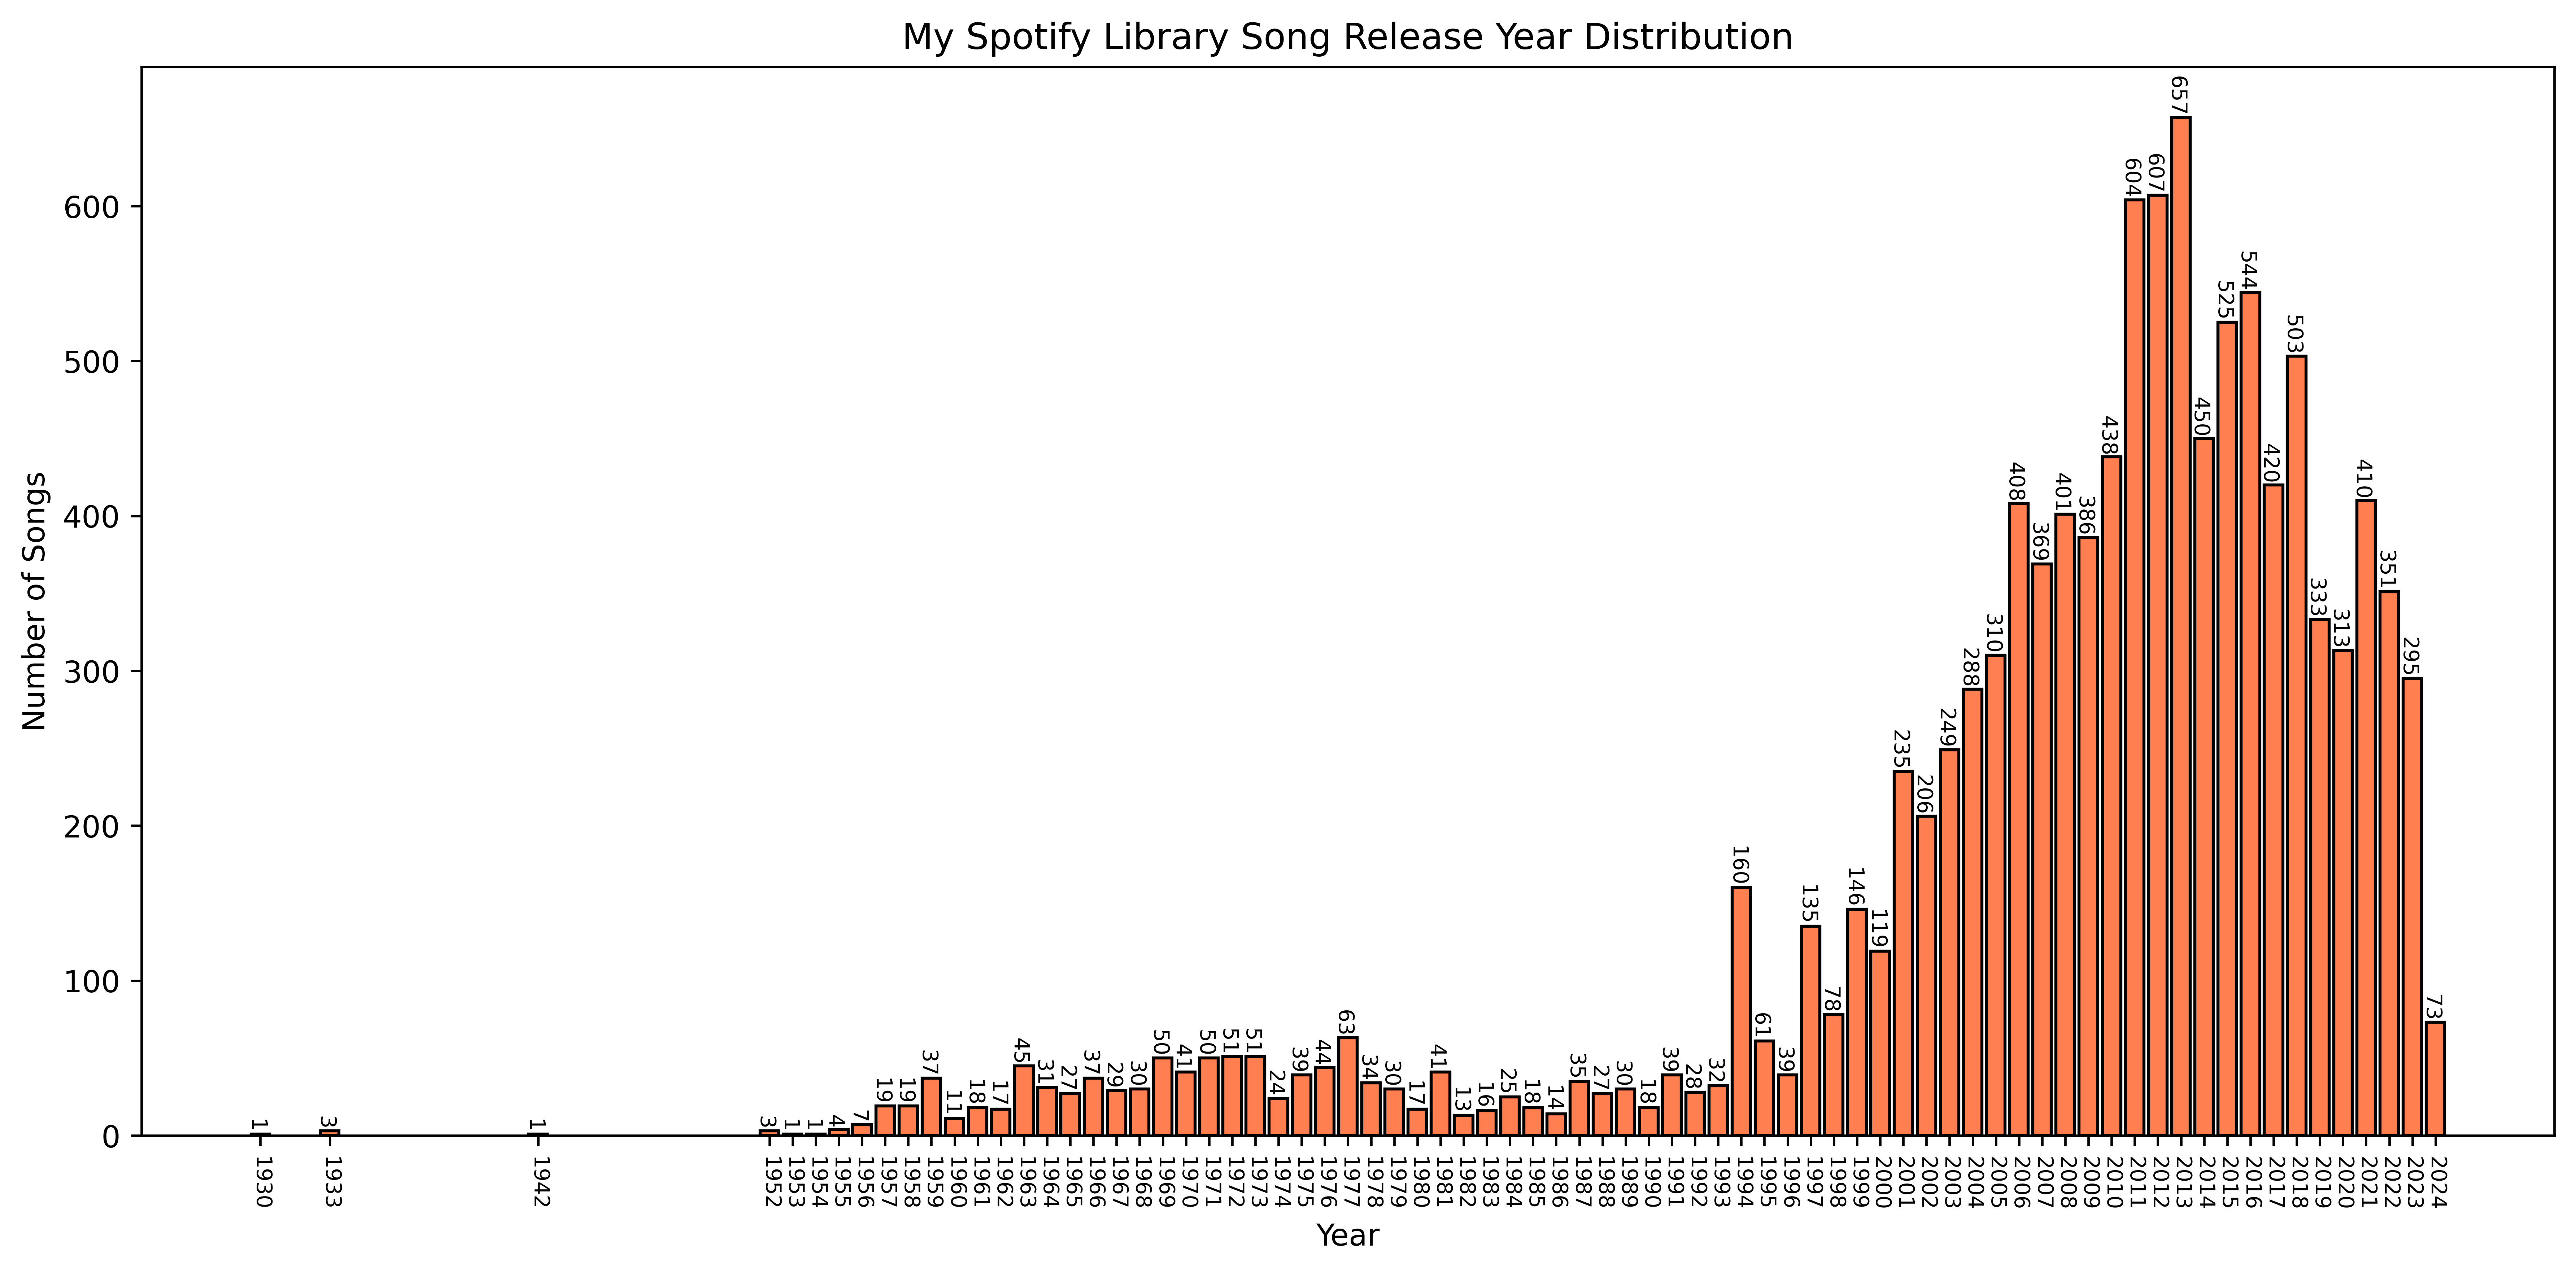 My Spotify Library Song Release Year Distribution
Number of Songs
600
500
400
300
200
100
0
1 3 1 3 1 1 4 7 19 19 37 11 18 17 45 31 27 37 29 30 50 41 50 51 51 24 39 44 63 34 30 17 41 13 16 25 18 14 35 27 30 18 39 28 32 160 61 39 135 78 146 119 235 206 249 288 310 408 369 401 386 438 604 607 657 450 525 544 420 503 333 313 410 351 295 73
1930 1933 1942 1952 1953 1954 1955 1956 1957 1958 1959 1960 1961 1962 1963 1964 1965 1966 1967 1968 1969 1970 1971 1972 1973 1974 1975 1976 1977 1978 1979 1980 1981 1982 1983 1984 1985 1986 1987 1988 1989 1990 1991 1992 1993 1994 1995 1996 1997 1998 1999 2000 2001 2002 2003 2004 2005 2006 2007 2008 2009 2010 2011 2012 2013 2014 2015 2016 2017 2018 2019 2020 2021 2022 2023 2024
Year